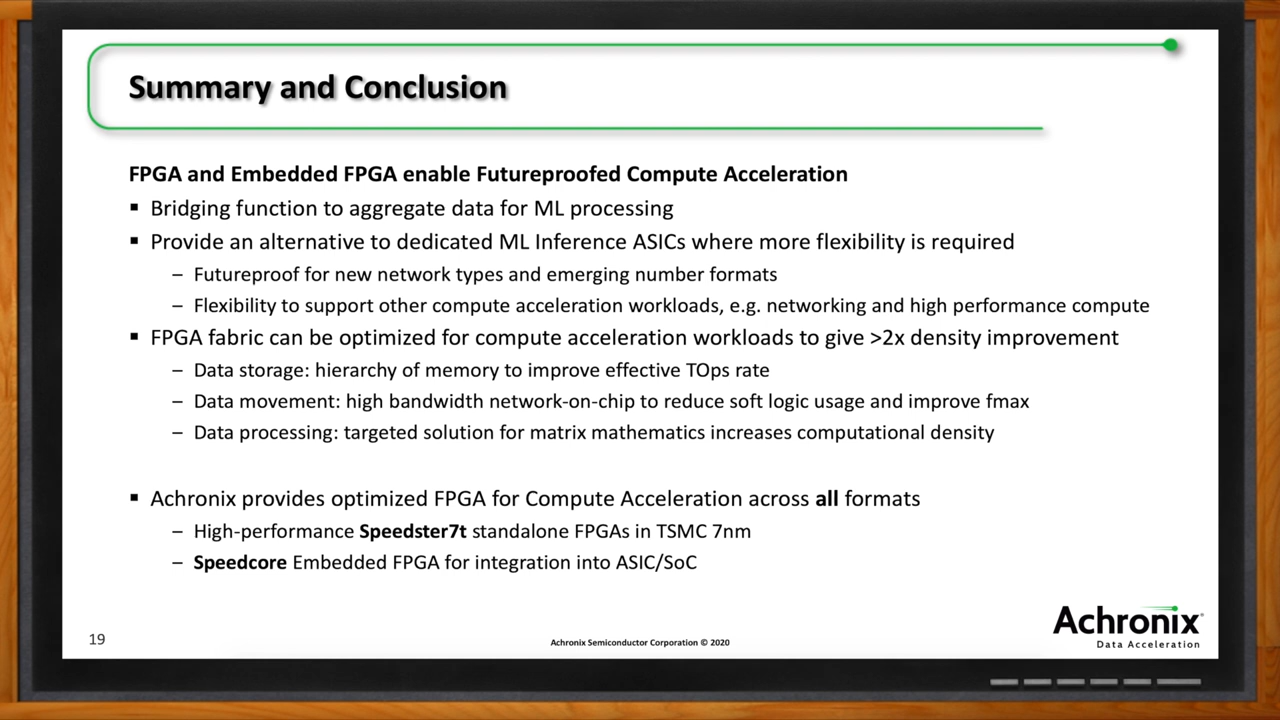 Summary and Conclusion
FPGA and Embedded FPGA enable Futureproofed Compute Acceleration
▪ Bridging function to aggregate data for ML processing
▪ Provide an alternative to dedicated ML Inference ASICs where more flexibility is required
– Futureproof for new network types and emerging number formats
– Flexibility to support other compute acceleration workloads, e.g. networking and high performance compute
▪ FPGA fabric can be optimized for compute acceleration workloads to give >2x density improvement
– Data storage: hierarchy of memory to improve effective TOps rate
– Data movement: high bandwidth network-on-chip to reduce soft logic usage and improve fmax
– Data processing: targeted solution for matrix mathematics increases computational density
▪ Achronix provides optimized FPGA for Compute Acceleration across all formats
– High-performance Speedster7t standalone FPGAs in TSMC 7nm
– Speedcore Embedded FPGA for integration into ASIC/SoC
19
Achronix Semiconductor Corporation © 2020
Achronix®
Data Acceleration